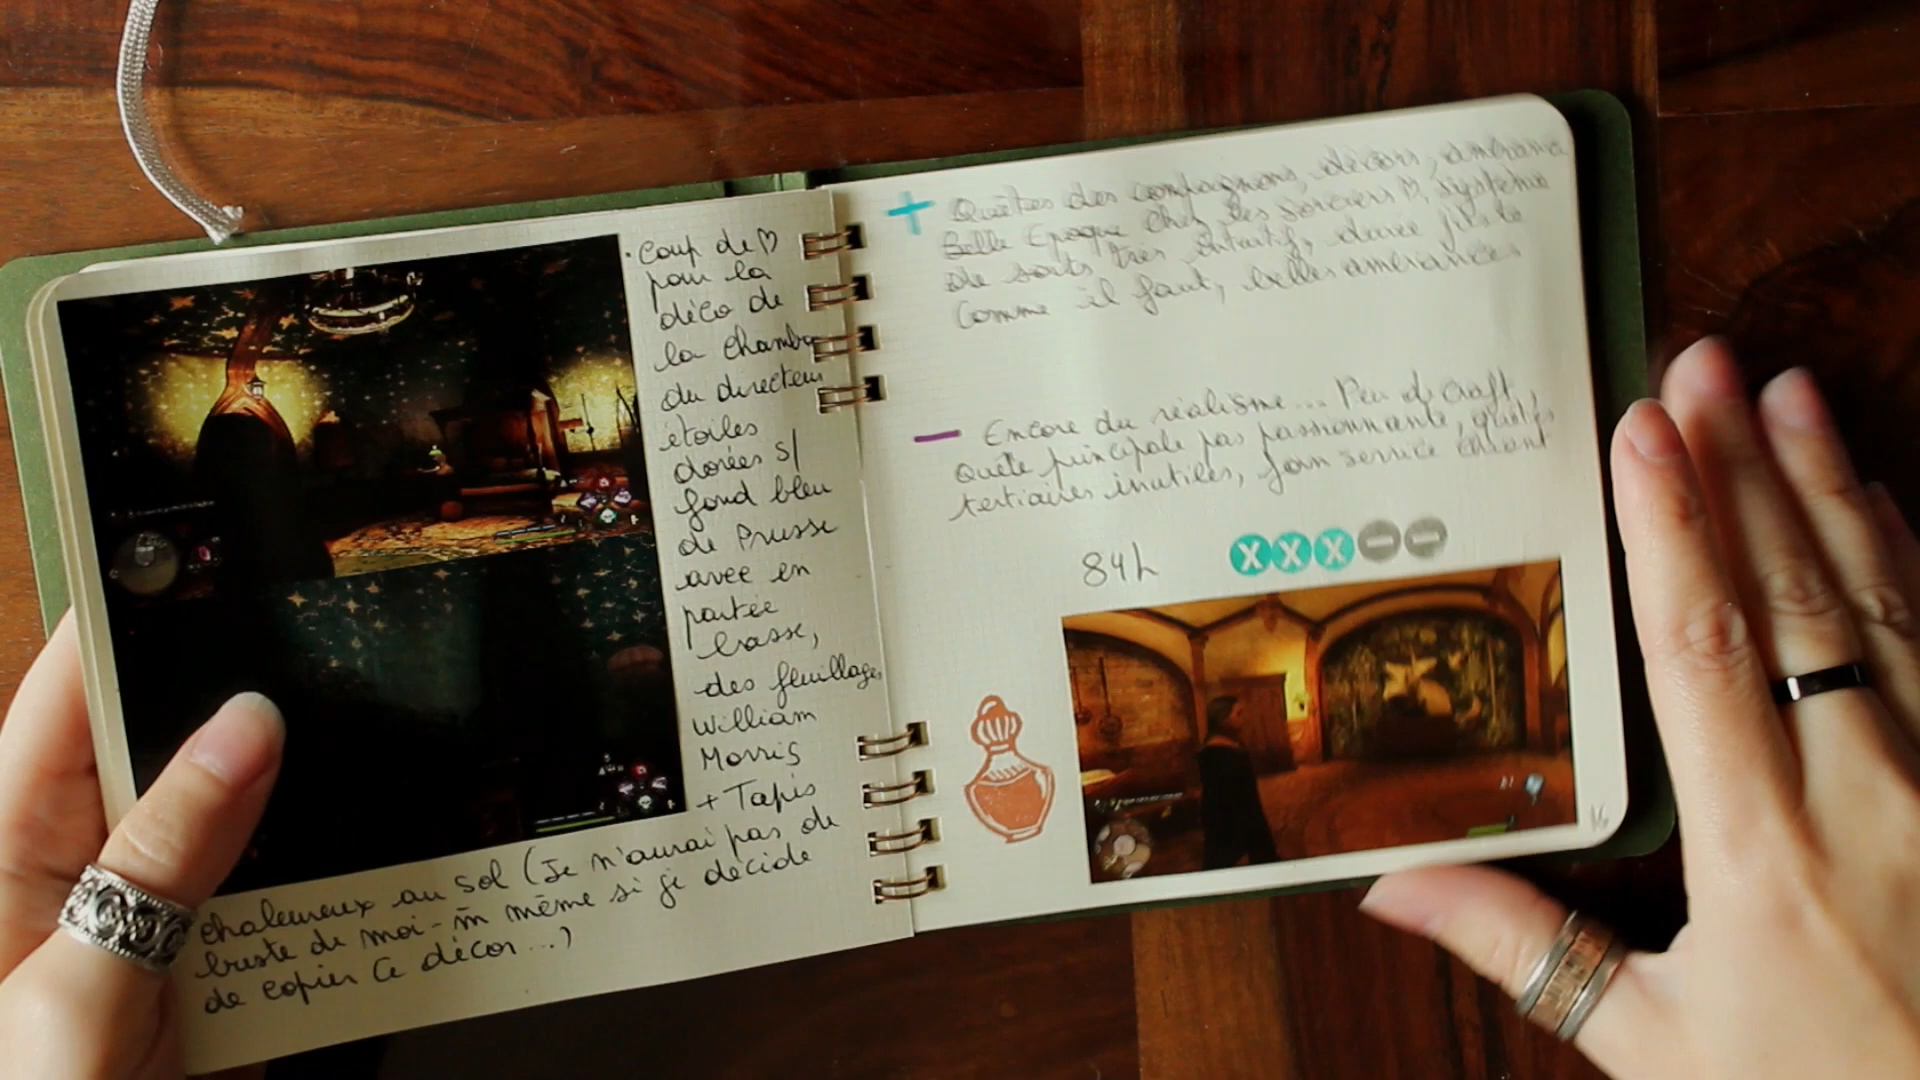 • Coup de ♡
pour la
déco de
la chambre
du directeur
étoiles
dorées s/
fond bleu
de Prusse
avec en
partie
basse,
des feuillages
William
Morris
+ Tapis
chaleureux au sol (Je n'aurai pas de
buste de moi-m̄ même si je décide
de copier ce décor...)
+ Quêtes des compagnons, décors,
Belle Epoque chez les sorciers ♡, système
de sorts très intuitif, durée juste
comme il faut, belles ambiances
— Encore du réalisme... Peu de craft,
quête principale pas passionnante, quêtes
tertiaires inutiles, fan service chiant
84h
X X X — —
16